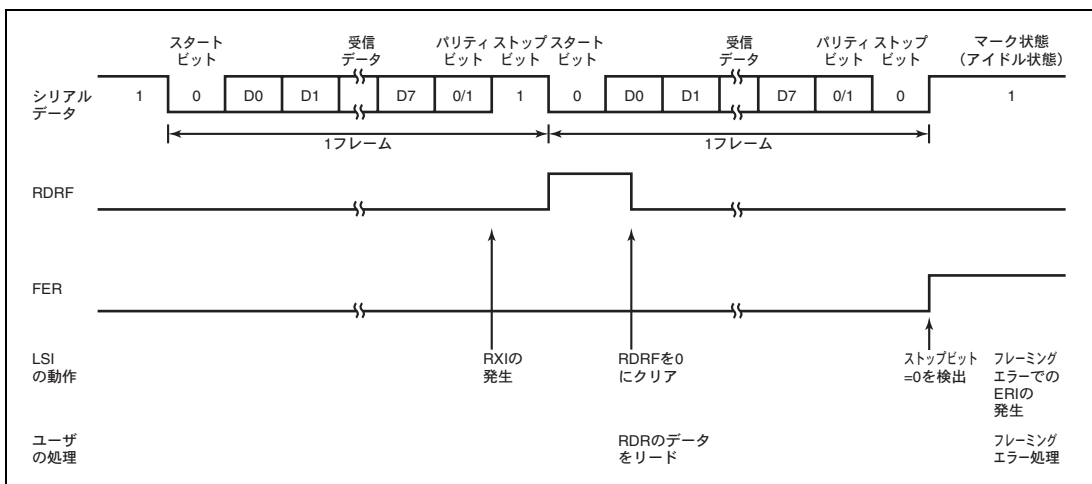 スタート
ビット
受信
データ
パリティ
ビット
ストップ
ビット
スタート
ビット
受信
データ
パリティ
ビット
ストップ
ビット
マーク状態
(アイドル状態)
シリアル
データ
1 0 D0 D1 D7 0/1 1 0 D0 D1 D7 0/1 0 1
1フレーム 1フレーム
RDRF
FER
LSI
の動作
RXIの
発生
RDRFを0
にクリア
ストップビット
=0を検出
フレーミング
エラーでの
ERIの
発生
ユーザ
の処理
RDRのデータ
をリード
フレーミング
エラー処理